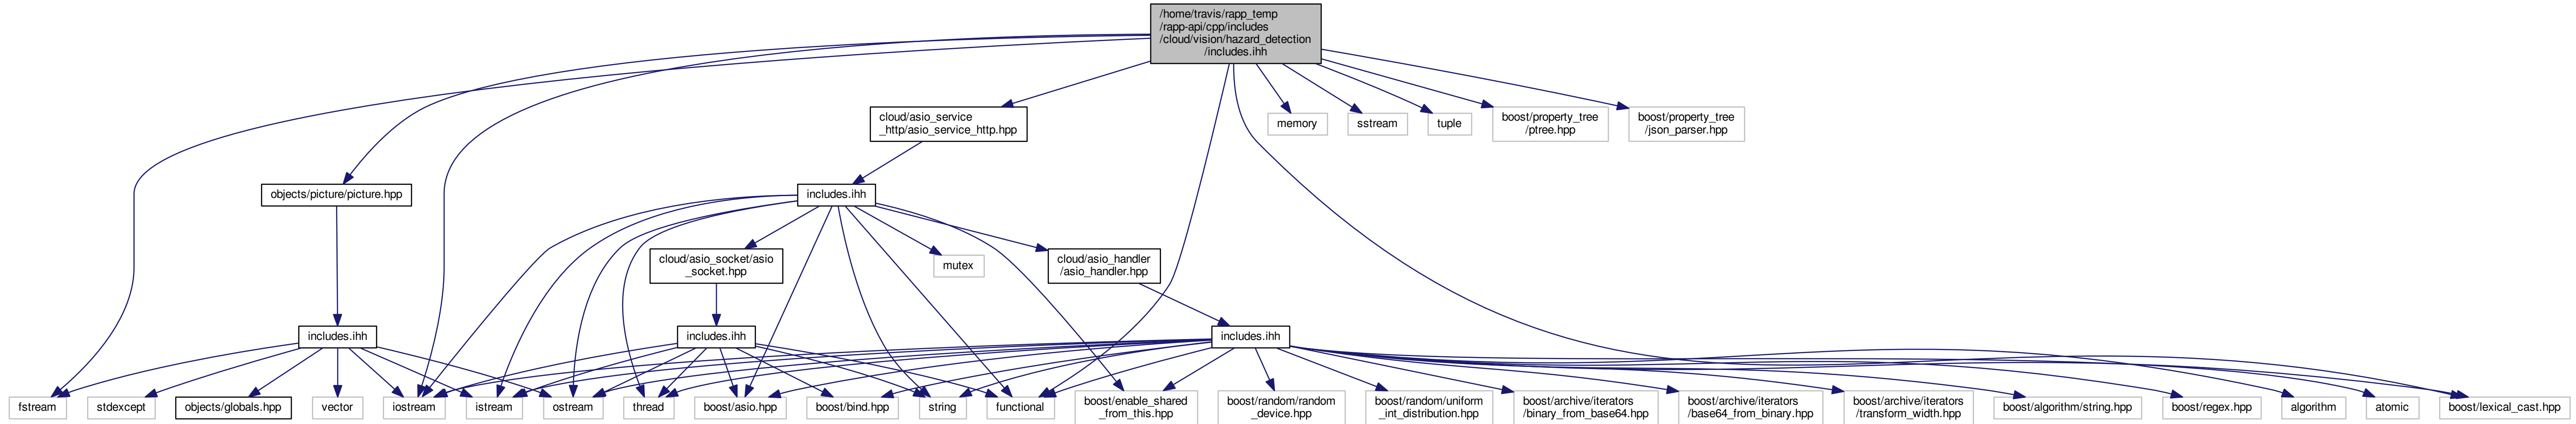 /home/travis/rapp_temp
/rapp-api/cpp/includes
/cloud/vision/hazard_detection
/includes.ihh
cloud/asio_service
_http/asio_service_http.hpp
memory
sstream
tuple
boost/property_tree
/ptree.hpp
boost/property_tree
/json_parser.hpp
objects/picture/picture.hpp
includes.ihh
cloud/asio_socket/asio
_socket.hpp
mutex
cloud/asio_handler
/asio_handler.hpp
includes.ihh
includes.ihh
includes.ihh
fstream
stdexcept
objects/globals.hpp
vector
iostream
istream
ostream
thread
boost/asio.hpp
boost/bind.hpp
string
functional
boost/enable_shared
_from_this.hpp
boost/random/random
_device.hpp
boost/random/uniform
_int_distribution.hpp
boost/archive/iterators
/binary_from_base64.hpp
boost/archive/iterators
/base64_from_binary.hpp
boost/archive/iterators
/transform_width.hpp
boost/algorithm/string.hpp
boost/regex.hpp
algorithm
atomic
boost/lexical_cast.hpp